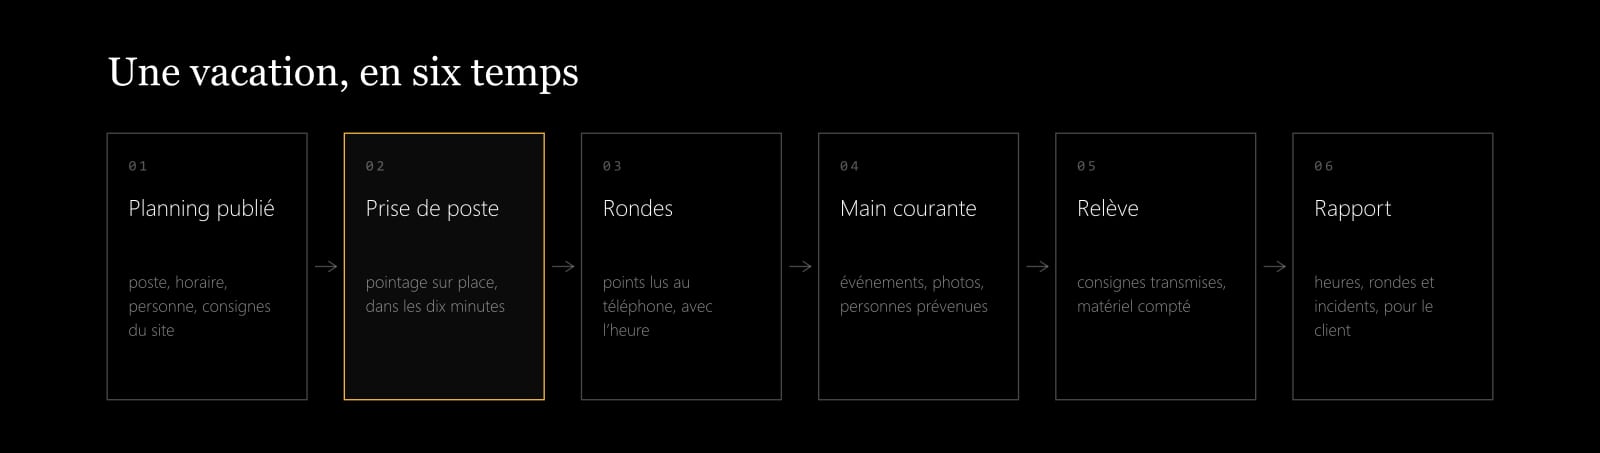 Une vacation, en six temps
01
Planning publié
poste, horaire,
personne, consignes
du site
02
Prise de poste
pointage sur place,
dans les dix minutes
03
Rondes
points lus au
téléphone, avec
l’heure
04
Main courante
événements, photos,
personnes prévenues
05
Relève
consignes transmises,
matériel compté
06
Rapport
heures, rondes et
incidents, pour le
client